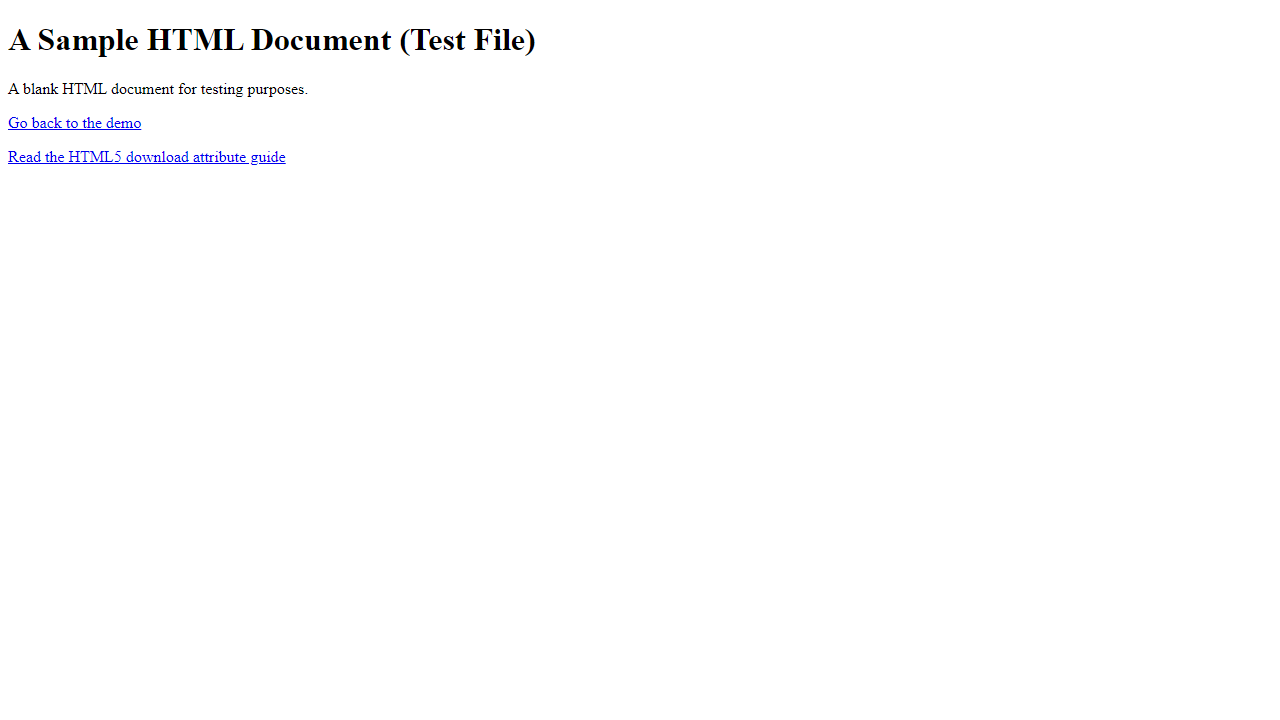 A Sample HTML Document (Test File)
A blank HTML document for testing purposes.
Go back to the demo
Read the HTML5 download attribute guide